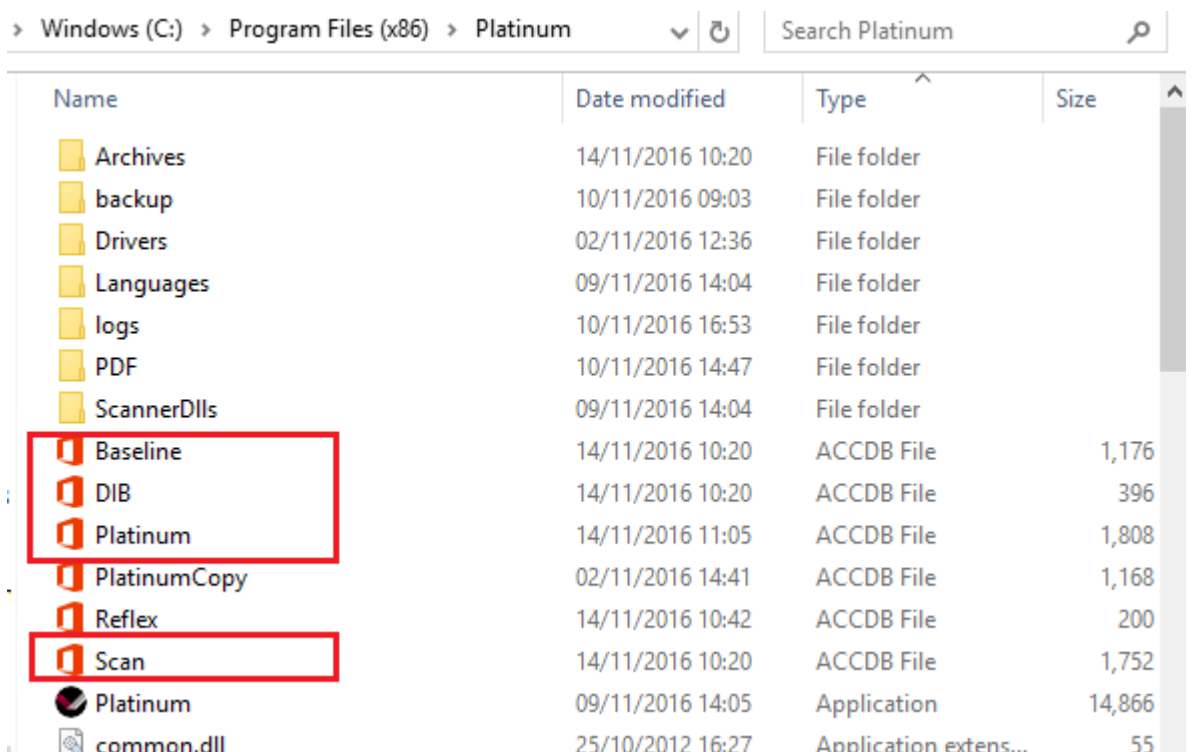 > Windows (C:) > Program Files (x86) > Platinum Search Platinum
Name Date modified Type Size
Archives 14/11/2016 10:20 File folder
backup 10/11/2016 09:03 File folder
Drivers 02/11/2016 12:36 File folder
Languages 09/11/2016 14:04 File folder
logs 10/11/2016 16:53 File folder
PDF 10/11/2016 14:47 File folder
ScannerDlls 09/11/2016 14:04 File folder
Baseline 14/11/2016 10:20 ACCDB File 1,176
DIB 14/11/2016 10:20 ACCDB File 396
Platinum 14/11/2016 11:05 ACCDB File 1,808
PlatinumCopy 02/11/2016 14:41 ACCDB File 1,168
Reflex 14/11/2016 10:42 ACCDB File 200
Scan 14/11/2016 10:20 ACCDB File 1,752
Platinum 09/11/2016 14:05 Application 14,866
common.dll 25/10/2012 16:27 Application extens... 55